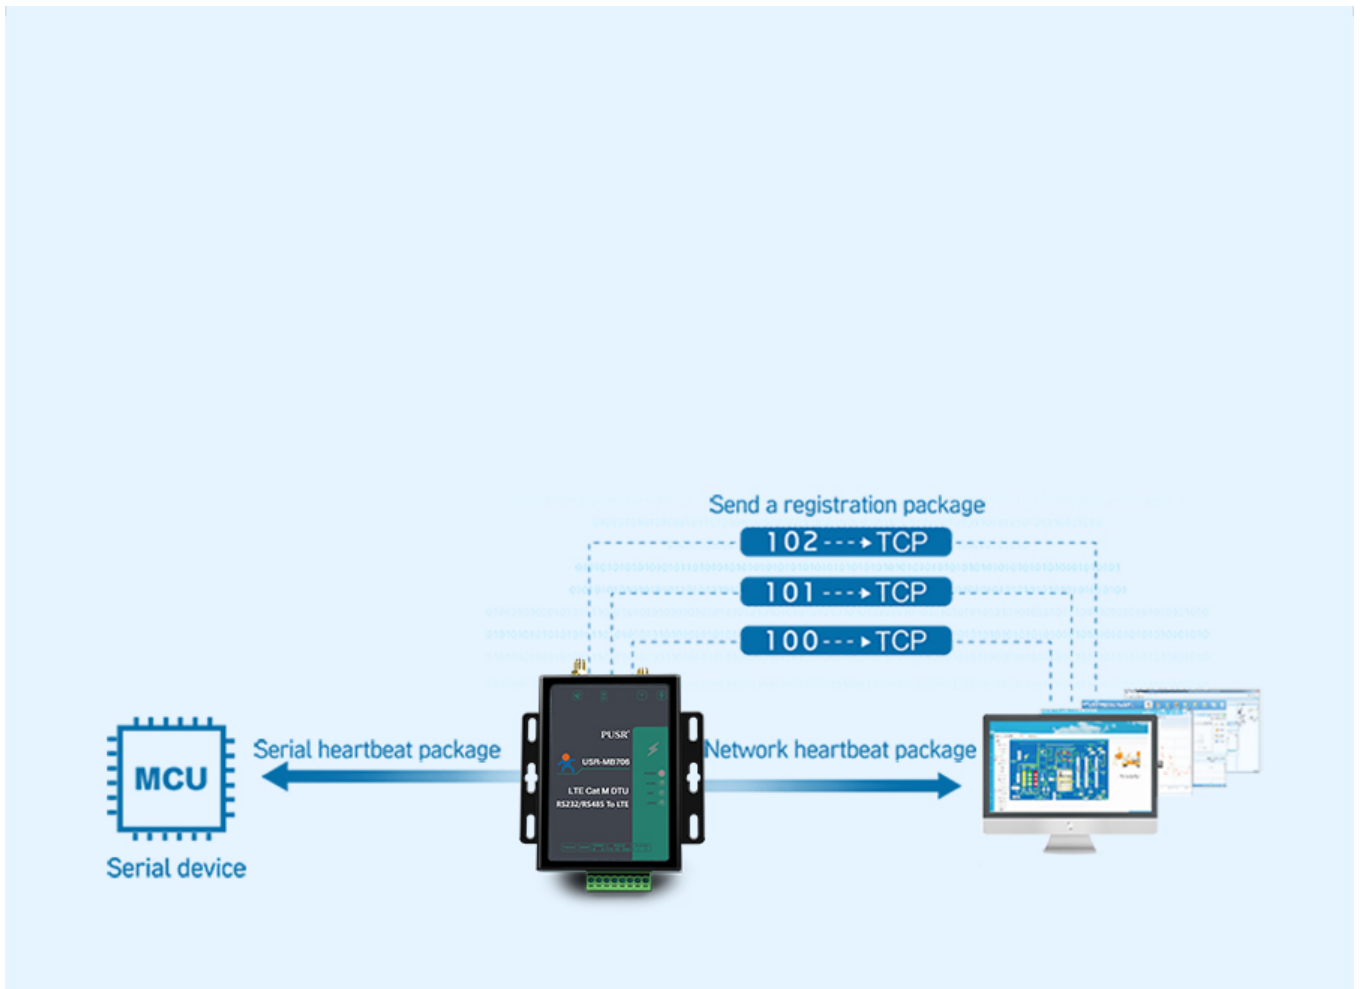 Send a registration package
102----▸TCP
101---▸TCP
100---▸TCP
PUSR
USR-MB706
LTE Cat M DTU
RS232/RS485 To LTE
Serial heartbeat package
Network heartbeat package
MCU
Serial device